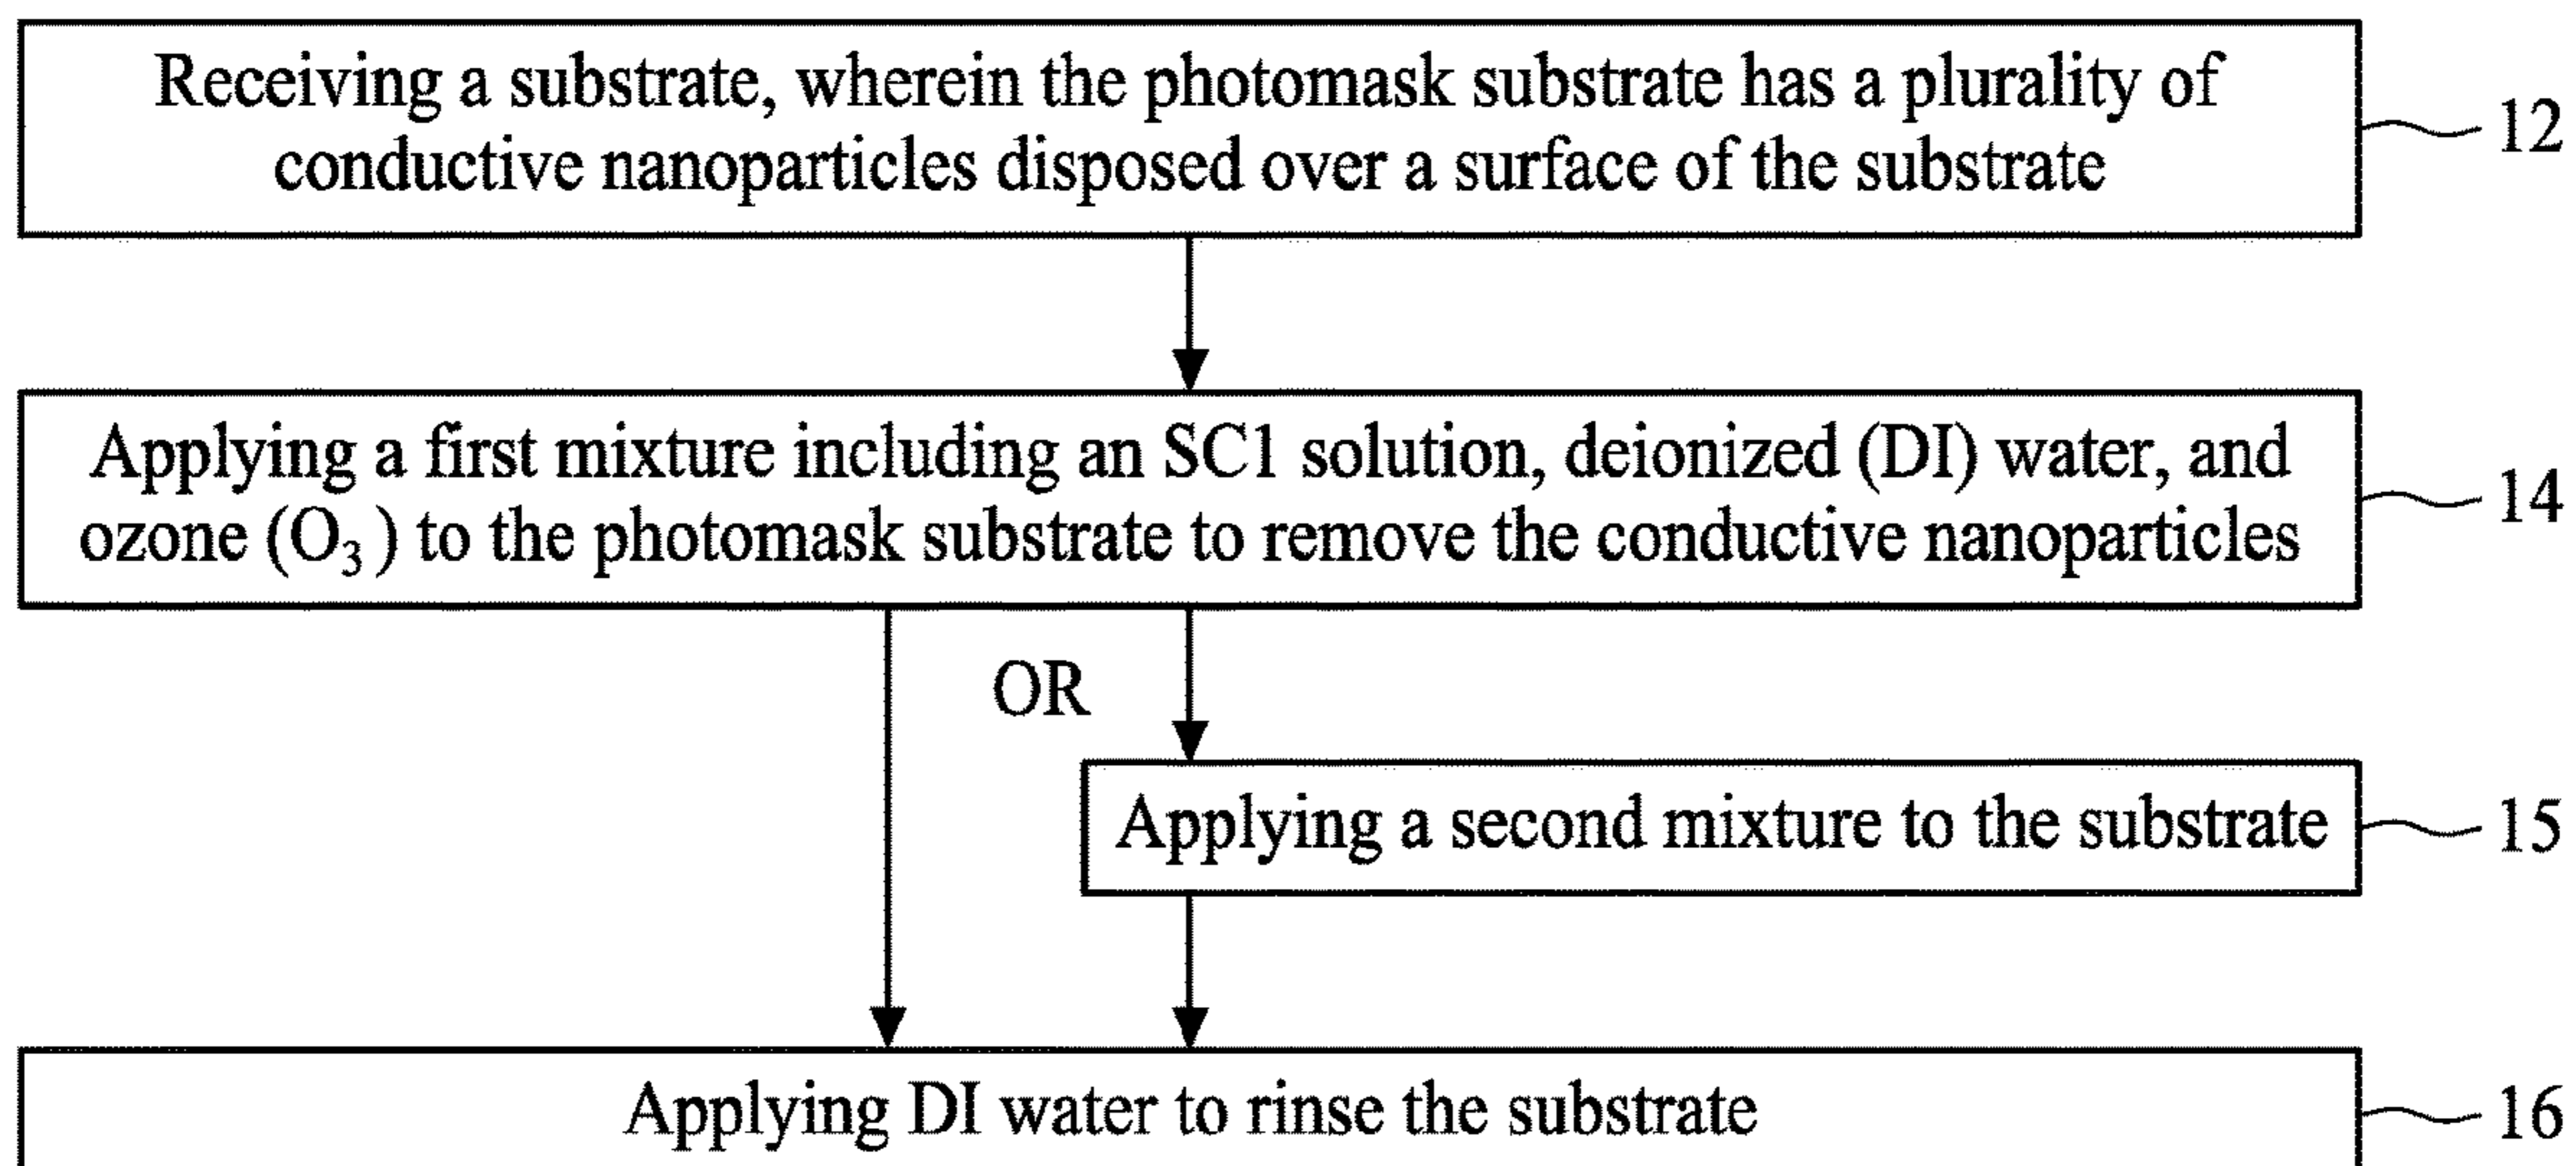 Receiving a substrate, wherein the photomask substrate has a plurality of
conductive nanoparticles disposed over a surface of the substrate
12
Applying a first mixture including an SC1 solution, deionized (DI) water, and
ozone (O₃) to the photomask substrate to remove the conductive nanoparticles
14
OR
Applying a second mixture to the substrate
15
Applying DI water to rinse the substrate
16